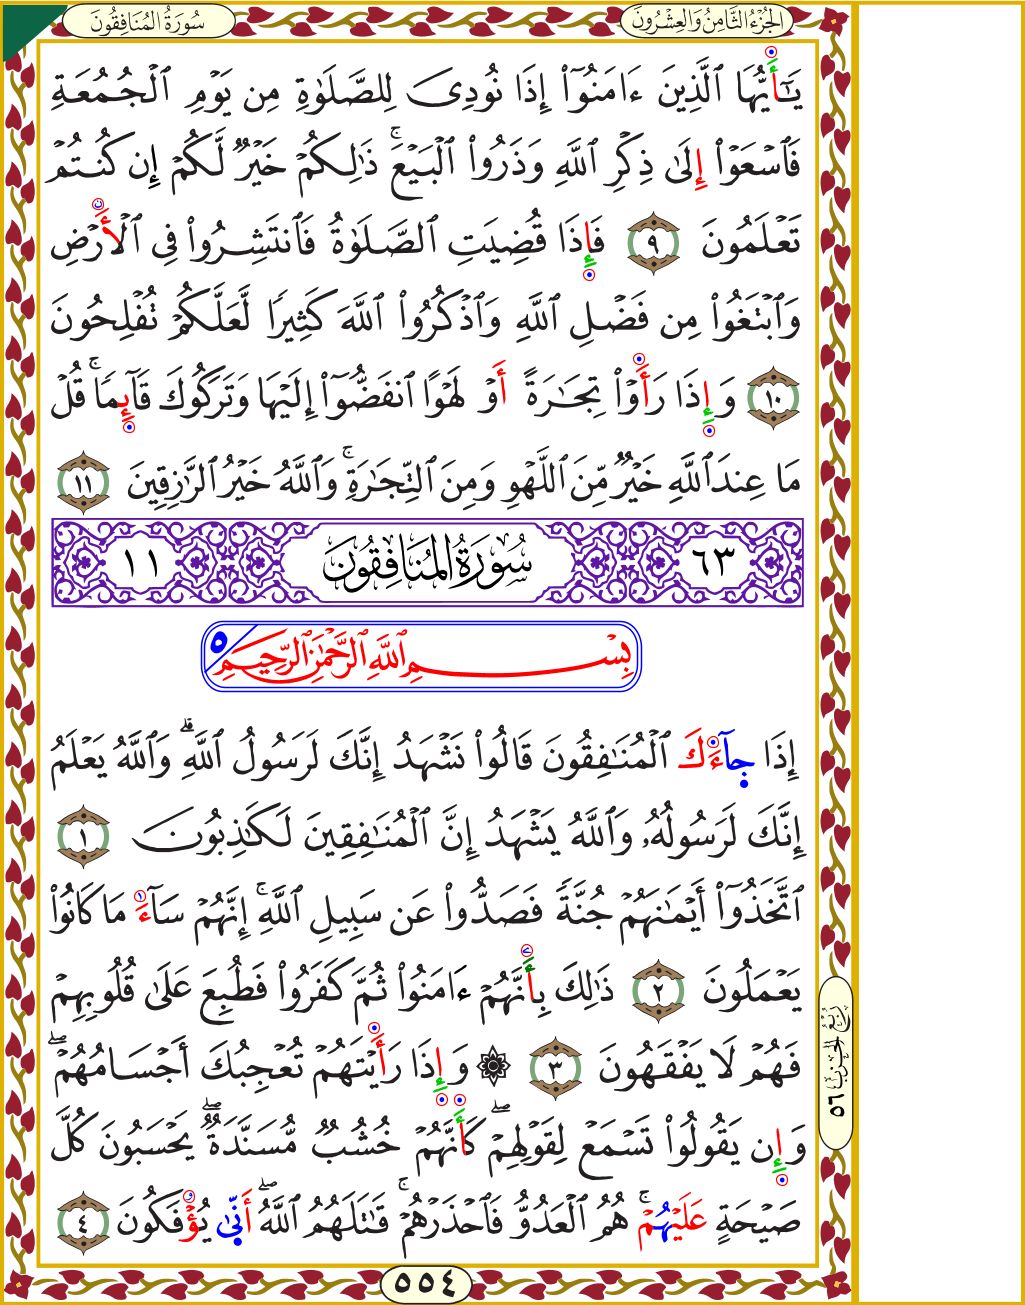 الجُزْءُ الثَّامِنُ وَالعِشْرُونَ
سُورَةُ المُنَافِقُونَ
يَٰٓأَيُّهَا ٱلَّذِينَ ءَامَنُوٓاْ إِذَا نُودِىَ لِلصَّلَوٰةِ مِن يَوْمِ ٱلْجُمُعَةِ
فَٱسْعَوْاْ إِلَىٰ ذِكْرِ ٱللَّهِ وَذَرُواْ ٱلْبَيْعَۚ ذَٰلِكُمْ خَيْرٌ لَّكُمْ إِن كُنتُمْ
تَعْلَمُونَ ٩ فَإِذَا قُضِيَتِ ٱلصَّلَوٰةُ فَٱنتَشِرُواْ فِى ٱلْأَرْضِ
وَٱبْتَغُواْ مِن فَضْلِ ٱللَّهِ وَٱذْكُرُواْ ٱللَّهَ كَثِيرًا لَّعَلَّكُمْ تُفْلِحُونَ
١٠ وَإِذَا رَأَوْاْ تِجَٰرَةً أَوْ لَهْوًا ٱنفَضُّوٓاْ إِلَيْهَا وَتَرَكُوكَ قَآئِمًاۚ قُلْ
مَا عِندَ ٱللَّهِ خَيْرٌ مِّنَ ٱللَّهْوِ وَمِنَ ٱلتِّجَٰرَةِۚ وَٱللَّهُ خَيْرُ ٱلرَّٰزِقِينَ ١١
٦٣ سُورَةُ المُنَافِقُونَ ١١
بِسْمِ ٱللَّهِ ٱلرَّحْمَٰنِ ٱلرَّحِيمِ ٥
إِذَا جَآءَكَ ٱلْمُنَٰفِقُونَ قَالُواْ نَشْهَدُ إِنَّكَ لَرَسُولُ ٱللَّهِۗ وَٱللَّهُ يَعْلَمُ
إِنَّكَ لَرَسُولُهُۥ وَٱللَّهُ يَشْهَدُ إِنَّ ٱلْمُنَٰفِقِينَ لَكَٰذِبُونَ ١
ٱتَّخَذُوٓاْ أَيْمَٰنَهُمْ جُنَّةً فَصَدُّواْ عَن سَبِيلِ ٱللَّهِۚ إِنَّهُمْ سَآءَ مَا كَانُواْ
يَعْمَلُونَ ٢ ذَٰلِكَ بِأَنَّهُمْ ءَامَنُواْ ثُمَّ كَفَرُواْ فَطُبِعَ عَلَىٰ قُلُوبِهِمْ
فَهُمْ لَا يَفْقَهُونَ ٣ ۞ وَإِذَا رَأَيْتَهُمْ تُعْجِبُكَ أَجْسَامُهُمْۖ
وَإِن يَقُولُواْ تَسْمَعْ لِقَوْلِهِمْۖ كَأَنَّهُمْ خُشُبٌ مُّسَنَّدَةٌۖ يَحْسَبُونَ كُلَّ
صَيْحَةٍ عَلَيْهِمْۚ هُمُ ٱلْعَدُوُّ فَٱحْذَرْهُمْۚ قَٰتَلَهُمُ ٱللَّهُۖ أَنَّىٰ يُؤْفَكُونَ ٤
رُبْعُ الحِزْبِ ٥٦
٥٥٤